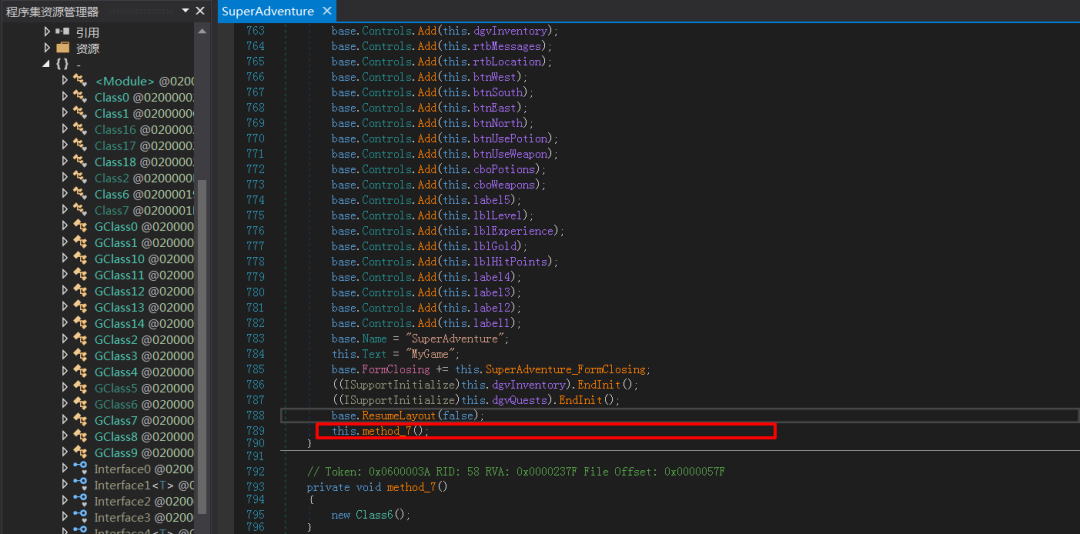 程序集资源管理器
引用
资源
{ } -
<Module> @0200
Class0 @0200000
Class1 @0200000
Class16 @02000
Class17 @02000
Class18 @02000
Class2 @0200000
Class6 @0200001
Class7 @0200001
GClass0 @020000
GClass1 @020000
GClass10 @02000
GClass11 @02000
GClass12 @02000
GClass13 @02000
GClass14 @02000
GClass2 @020000
GClass3 @020000
GClass4 @020000
GClass5 @020000
GClass6 @020000
GClass7 @020000
GClass8 @020000
GClass9 @020000
Interface0 @0200
Interface1<T> @0
Interface2 @0200
Interface3 @0200
Interface4<T> @0
SuperAdventure
763 base.Controls.Add(this.dgvInventory);
764 base.Controls.Add(this.rtbMessages);
765 base.Controls.Add(this.rtbLocation);
766 base.Controls.Add(this.btnWest);
767 base.Controls.Add(this.btnSouth);
768 base.Controls.Add(this.btnEast);
769 base.Controls.Add(this.btnNorth);
770 base.Controls.Add(this.btnUsePotion);
771 base.Controls.Add(this.btnUseWeapon);
772 base.Controls.Add(this.cboPotions);
773 base.Controls.Add(this.cboWeapons);
774 base.Controls.Add(this.label5);
775 base.Controls.Add(this.lblLevel);
776 base.Controls.Add(this.lblExperience);
777 base.Controls.Add(this.lblGold);
778 base.Controls.Add(this.lblHitPoints);
779 base.Controls.Add(this.label4);
780 base.Controls.Add(this.label3);
781 base.Controls.Add(this.label2);
782 base.Controls.Add(this.label1);
783 base.Name = "SuperAdventure";
784 this.Text = "MyGame";
785 base.FormClosing += this.SuperAdventure_FormClosing;
786 ((ISupportInitialize)this.dgvInventory).EndInit();
787 ((ISupportInitialize)this.dgvQuests).EndInit();
788 base.ResumeLayout(false);
789 this.method_7();
790 }
791
792 // Token: 0x0600003A RID: 58 RVA: 0x0000237F File Offset: 0x0000057F
793 private void method_7()
794 {
795 new Class6();
796 }